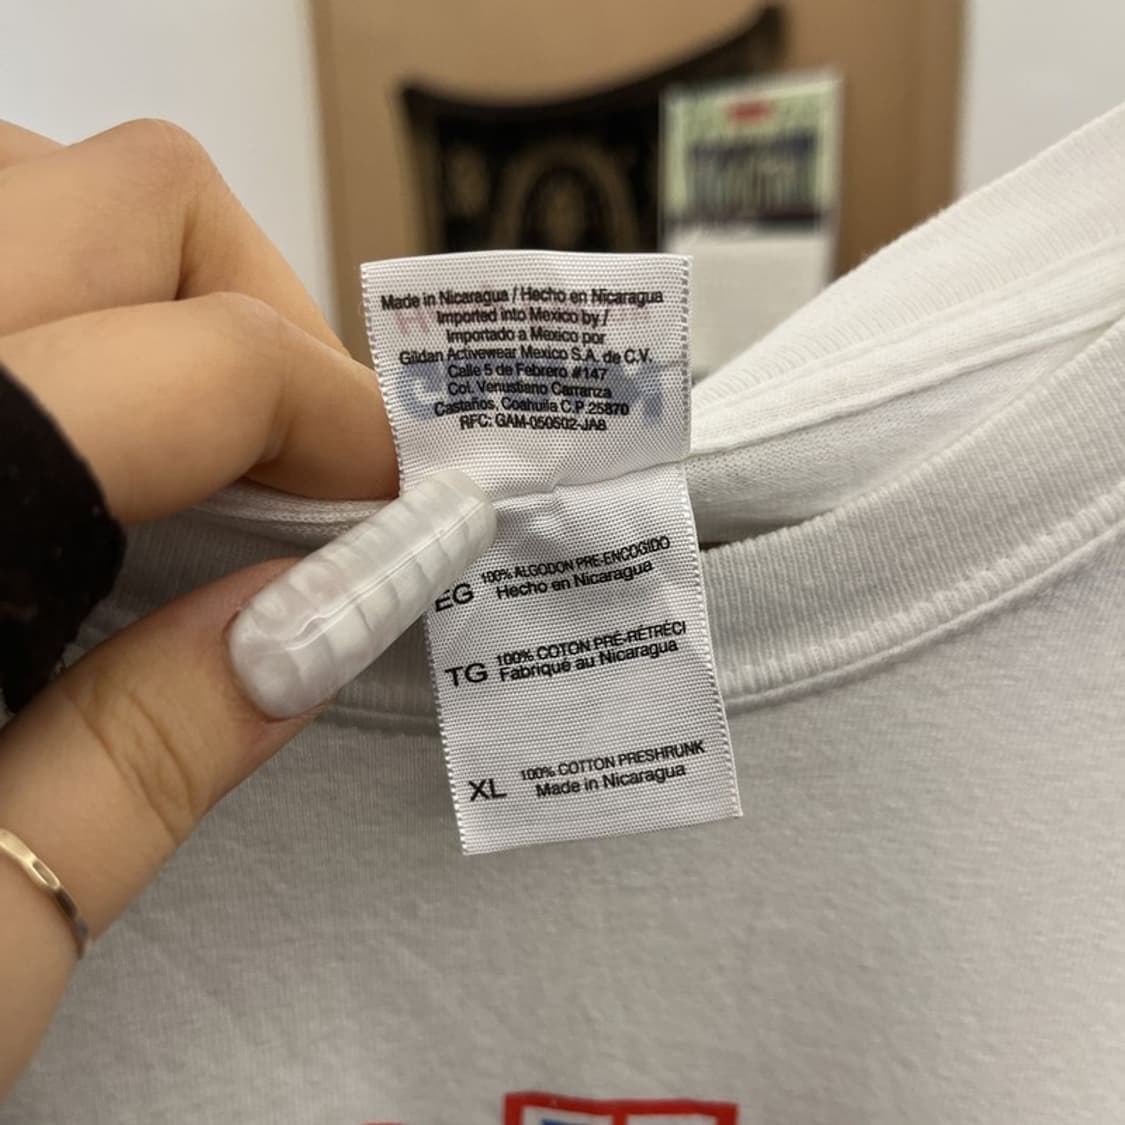 Made in Nicaragua / Hecho en Nicaragua
Imported into Mexico by /
Importado a Mexico por
Gildan Activewear Mexico S.A. de C.V.
Calle 5 de Febrero #147
Col. Venustiano Carranza
Castaños, Coahuila C.P. 25870
RFC: GAM-050502-JA8
EG 100% ALGODON PRE-ENCOGIDO
Hecho en Nicaragua
TG 100% COTON PRÉ-RÉTRÉCI
Fabriqué au Nicaragua
XL 100% COTTON PRESHRUNK
Made in Nicaragua